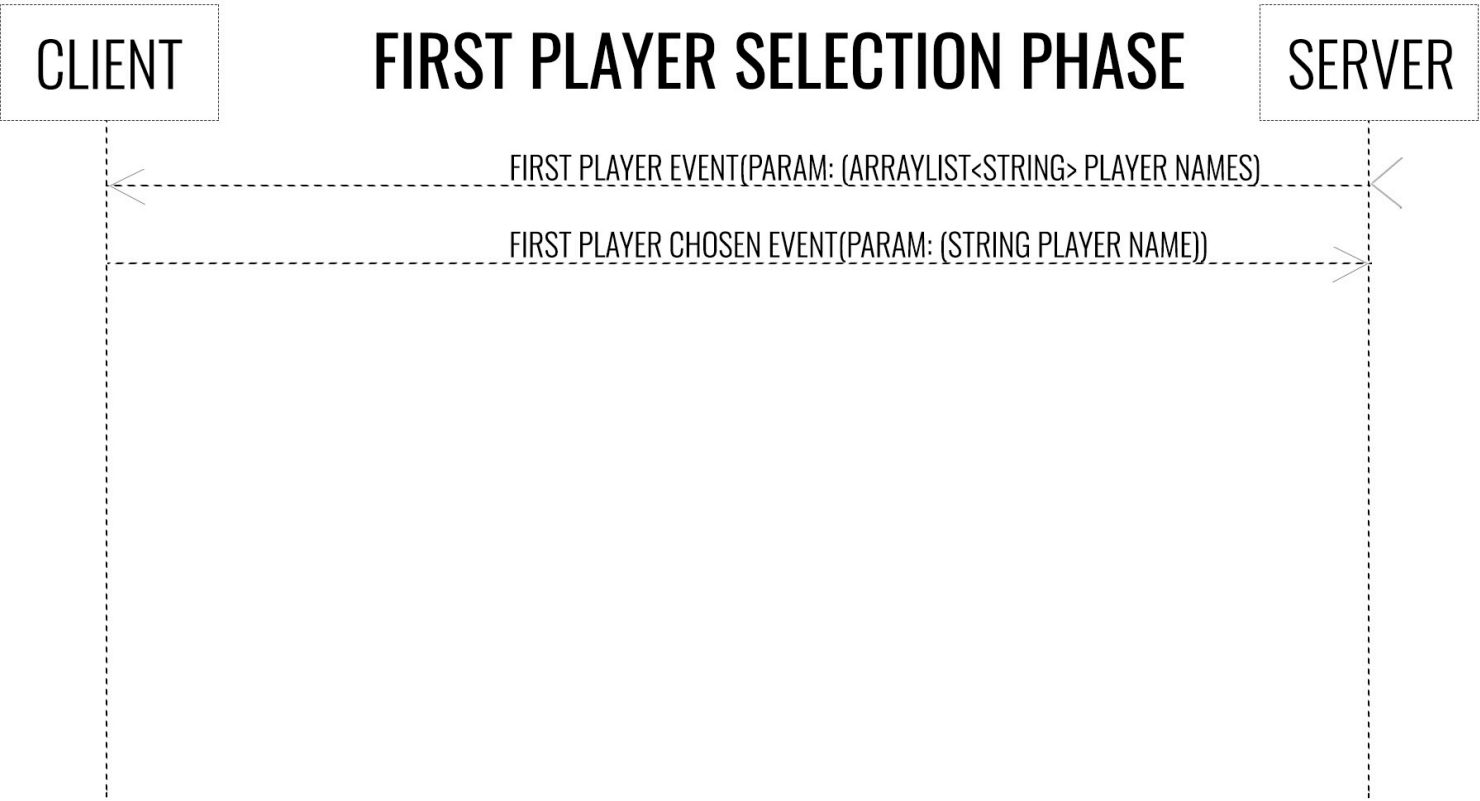 CLIENT
FIRST PLAYER SELECTION PHASE
SERVER
FIRST PLAYER EVENT(PARAM: (ARRAYLIST<STRING> PLAYER NAMES)
FIRST PLAYER CHOSEN EVENT(PARAM: (STRING PLAYER NAME))